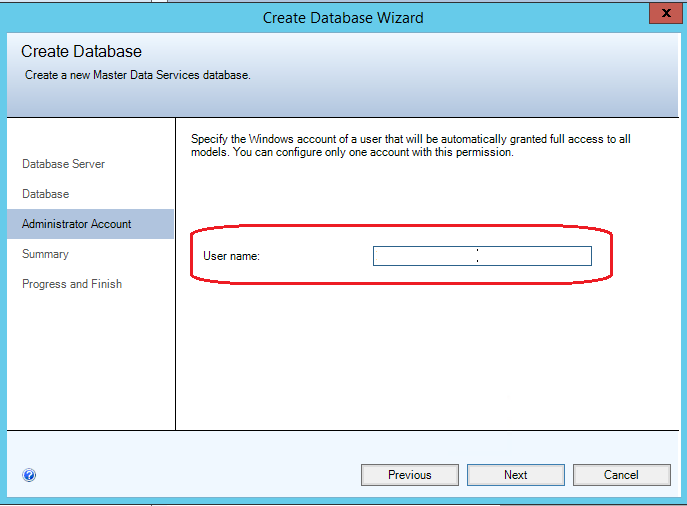 Create Database Wizard
x
Create Database
Create a new Master Data Services database.
Database Server
Database
Administrator Account
Summary
Progress and Finish
Specify the Windows account of a user that will be automatically granted full access to all
models. You can configure only one account with this permission.
User name:
?
Previous
Next
Cancel